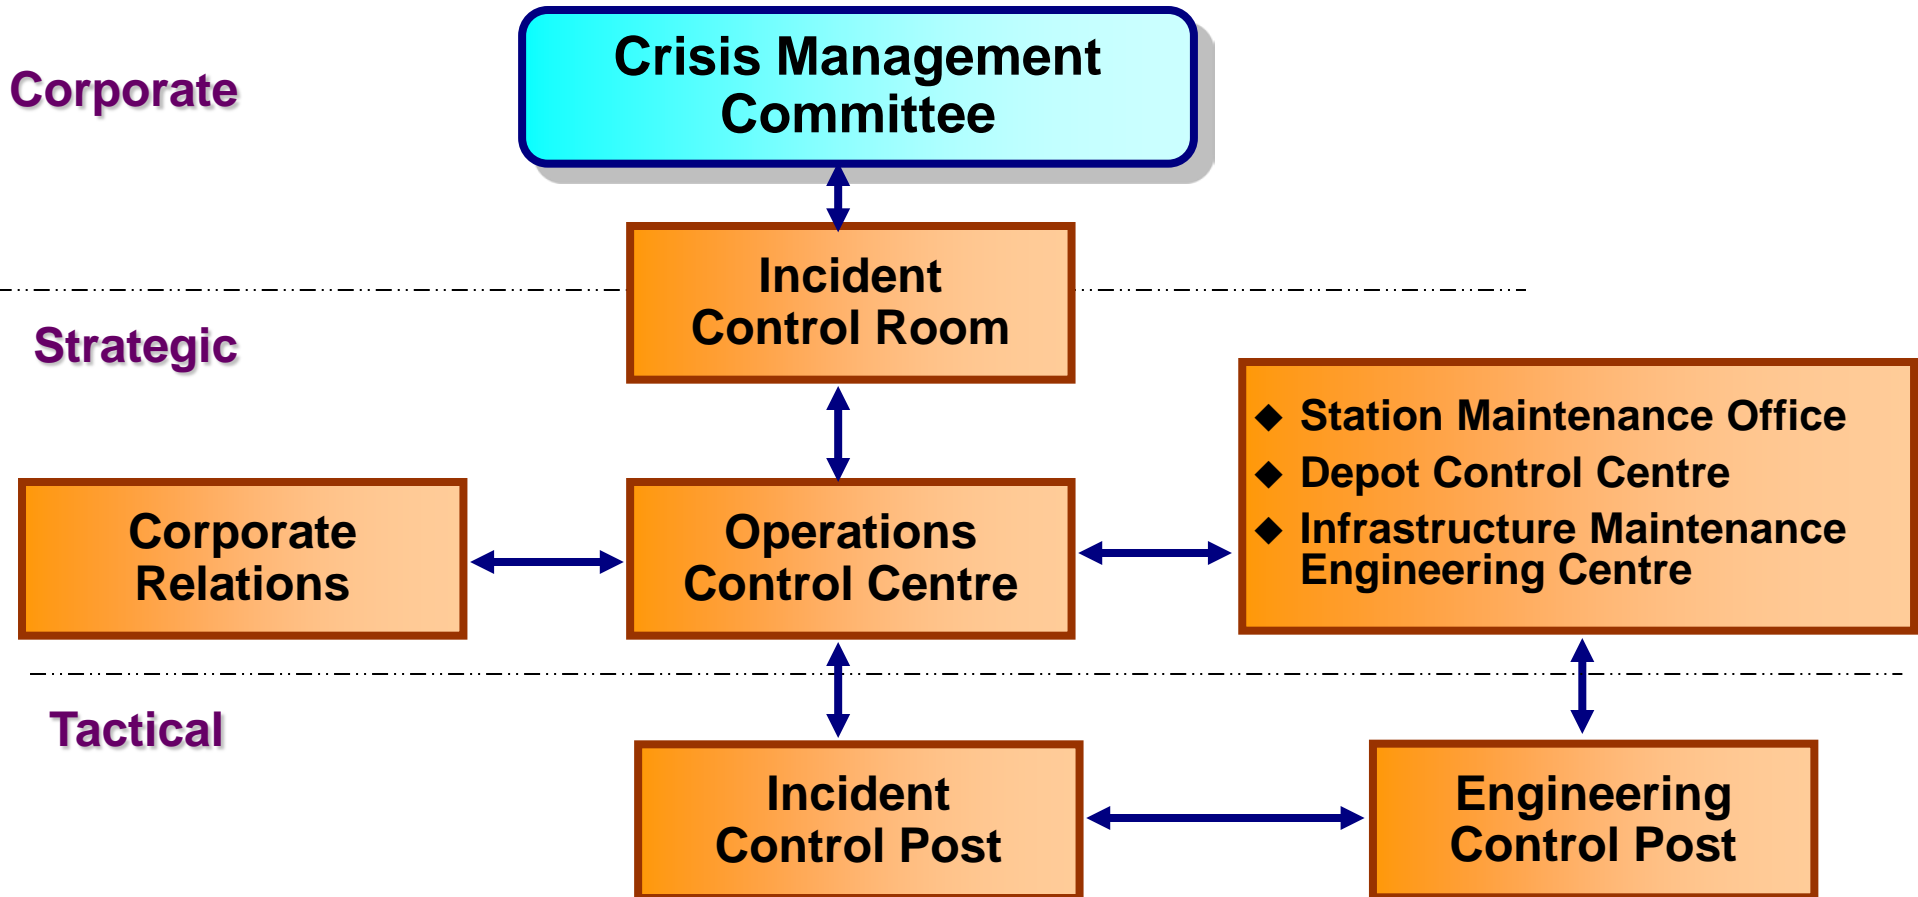 Corporate
Crisis Management
Committee
Incident
Control Room
Strategic
◆ Station Maintenance Office
◆ Depot Control Centre
◆ Infrastructure Maintenance
Engineering Centre
Corporate
Relations
Operations
Control Centre
Tactical
Incident
Control Post
Engineering
Control Post